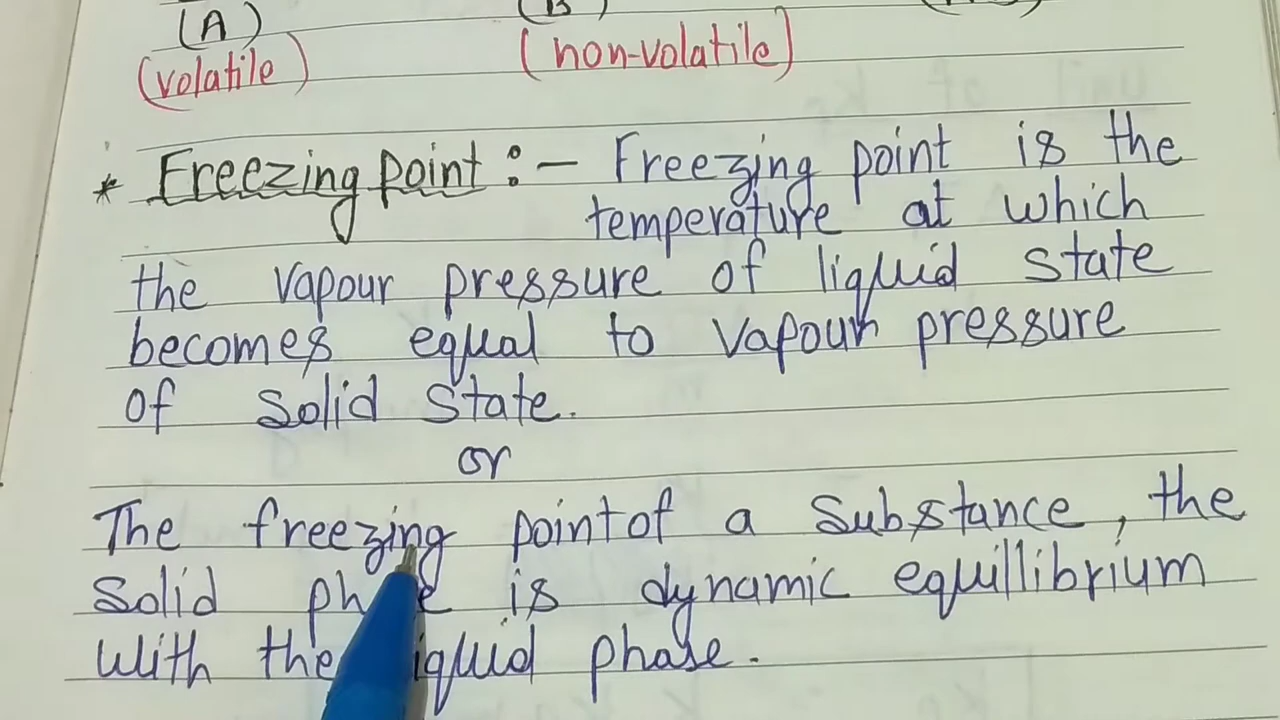 (A) (B)
(volatile) (non-volatile)
* Freezing point :- Freezing point is the
temperature at which
the vapour pressure of liquid state
becomes equal to vapour pressure
of solid state.
or
The freezing point of a substance, the
solid is dynamic equillibrium
with the liquid phase.